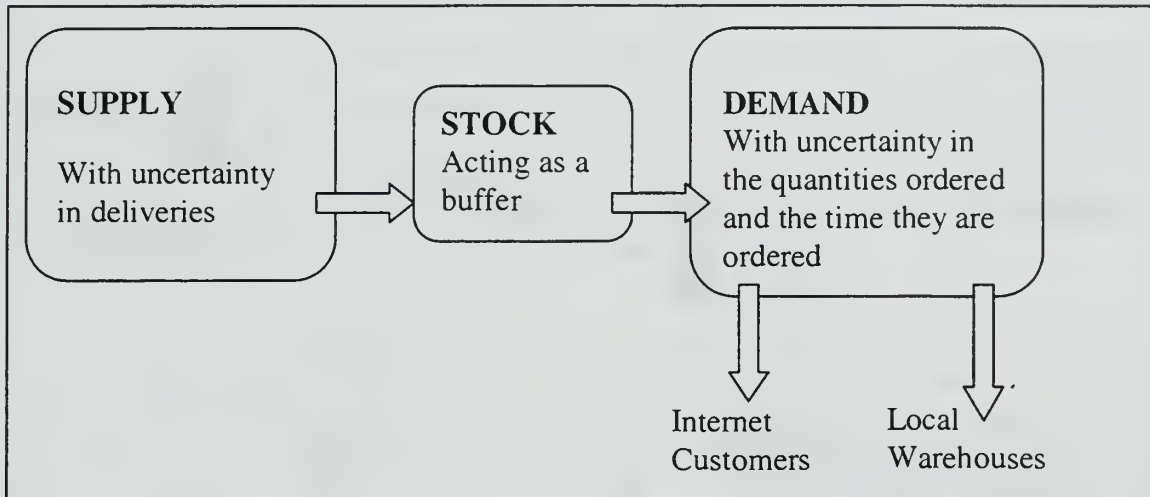 SUPPLY
With uncertainty
in deliveries
STOCK
Acting as a
buffer
DEMAND
With uncertainty in
the quantities ordered
and the time they are
ordered
Internet
Customers
Local
Warehouses